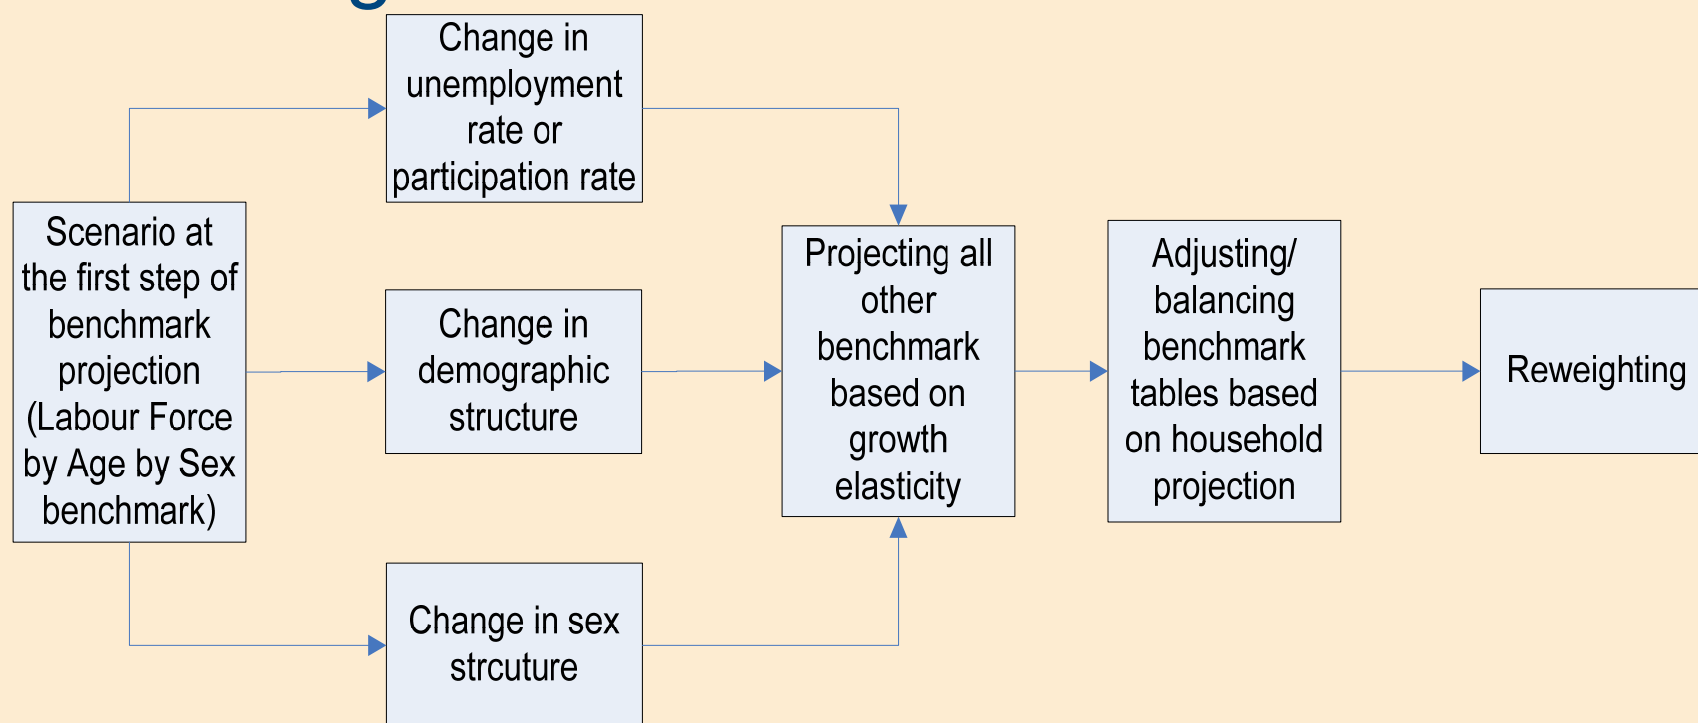 Change in
unemployment
rate or
participation rate
Scenario at
the first step of
benchmark
projection
(Labour Force
by Age by Sex
benchmark)
Change in
demographic
structure
Change in sex
strcuture
Projecting all
other
benchmark
based on
growth
elasticity
Adjusting/
balancing
benchmark
tables based
on household
projection
Reweighting